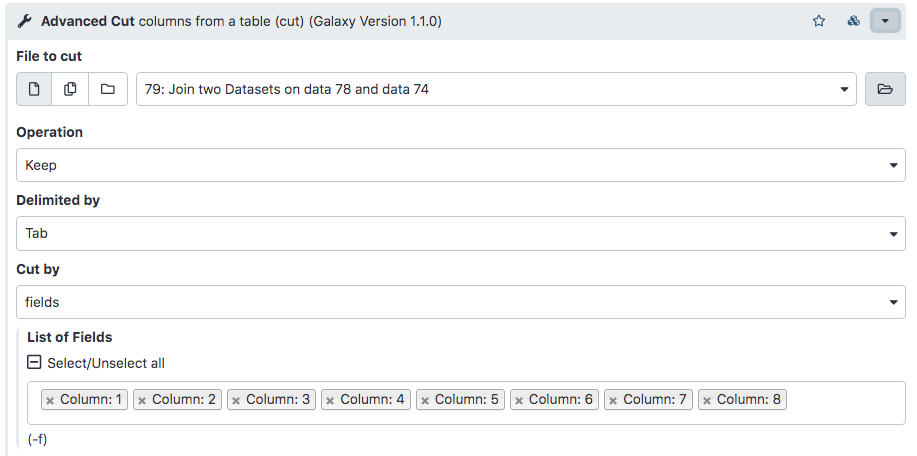 Advanced Cut columns from a table (cut) (Galaxy Version 1.1.0)
File to cut
79: Join two Datasets on data 78 and data 74
Operation
Keep
Delimited by
Tab
Cut by
fields
List of Fields
Select/Unselect all
× Column: 1 × Column: 2 × Column: 3 × Column: 4 × Column: 5 × Column: 6 × Column: 7 × Column: 8
(-f)